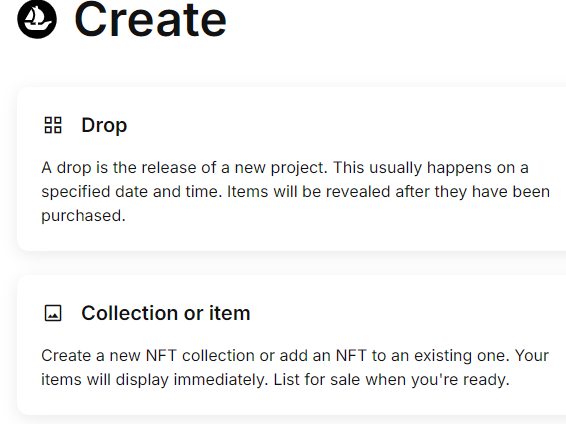 Create
Drop
A drop is the release of a new project. This usually happens on a
specified date and time. Items will be revealed after they have been
purchased.
Collection or item
Create a new NFT collection or add an NFT to an existing one. Your
items will display immediately. List for sale when you're ready.